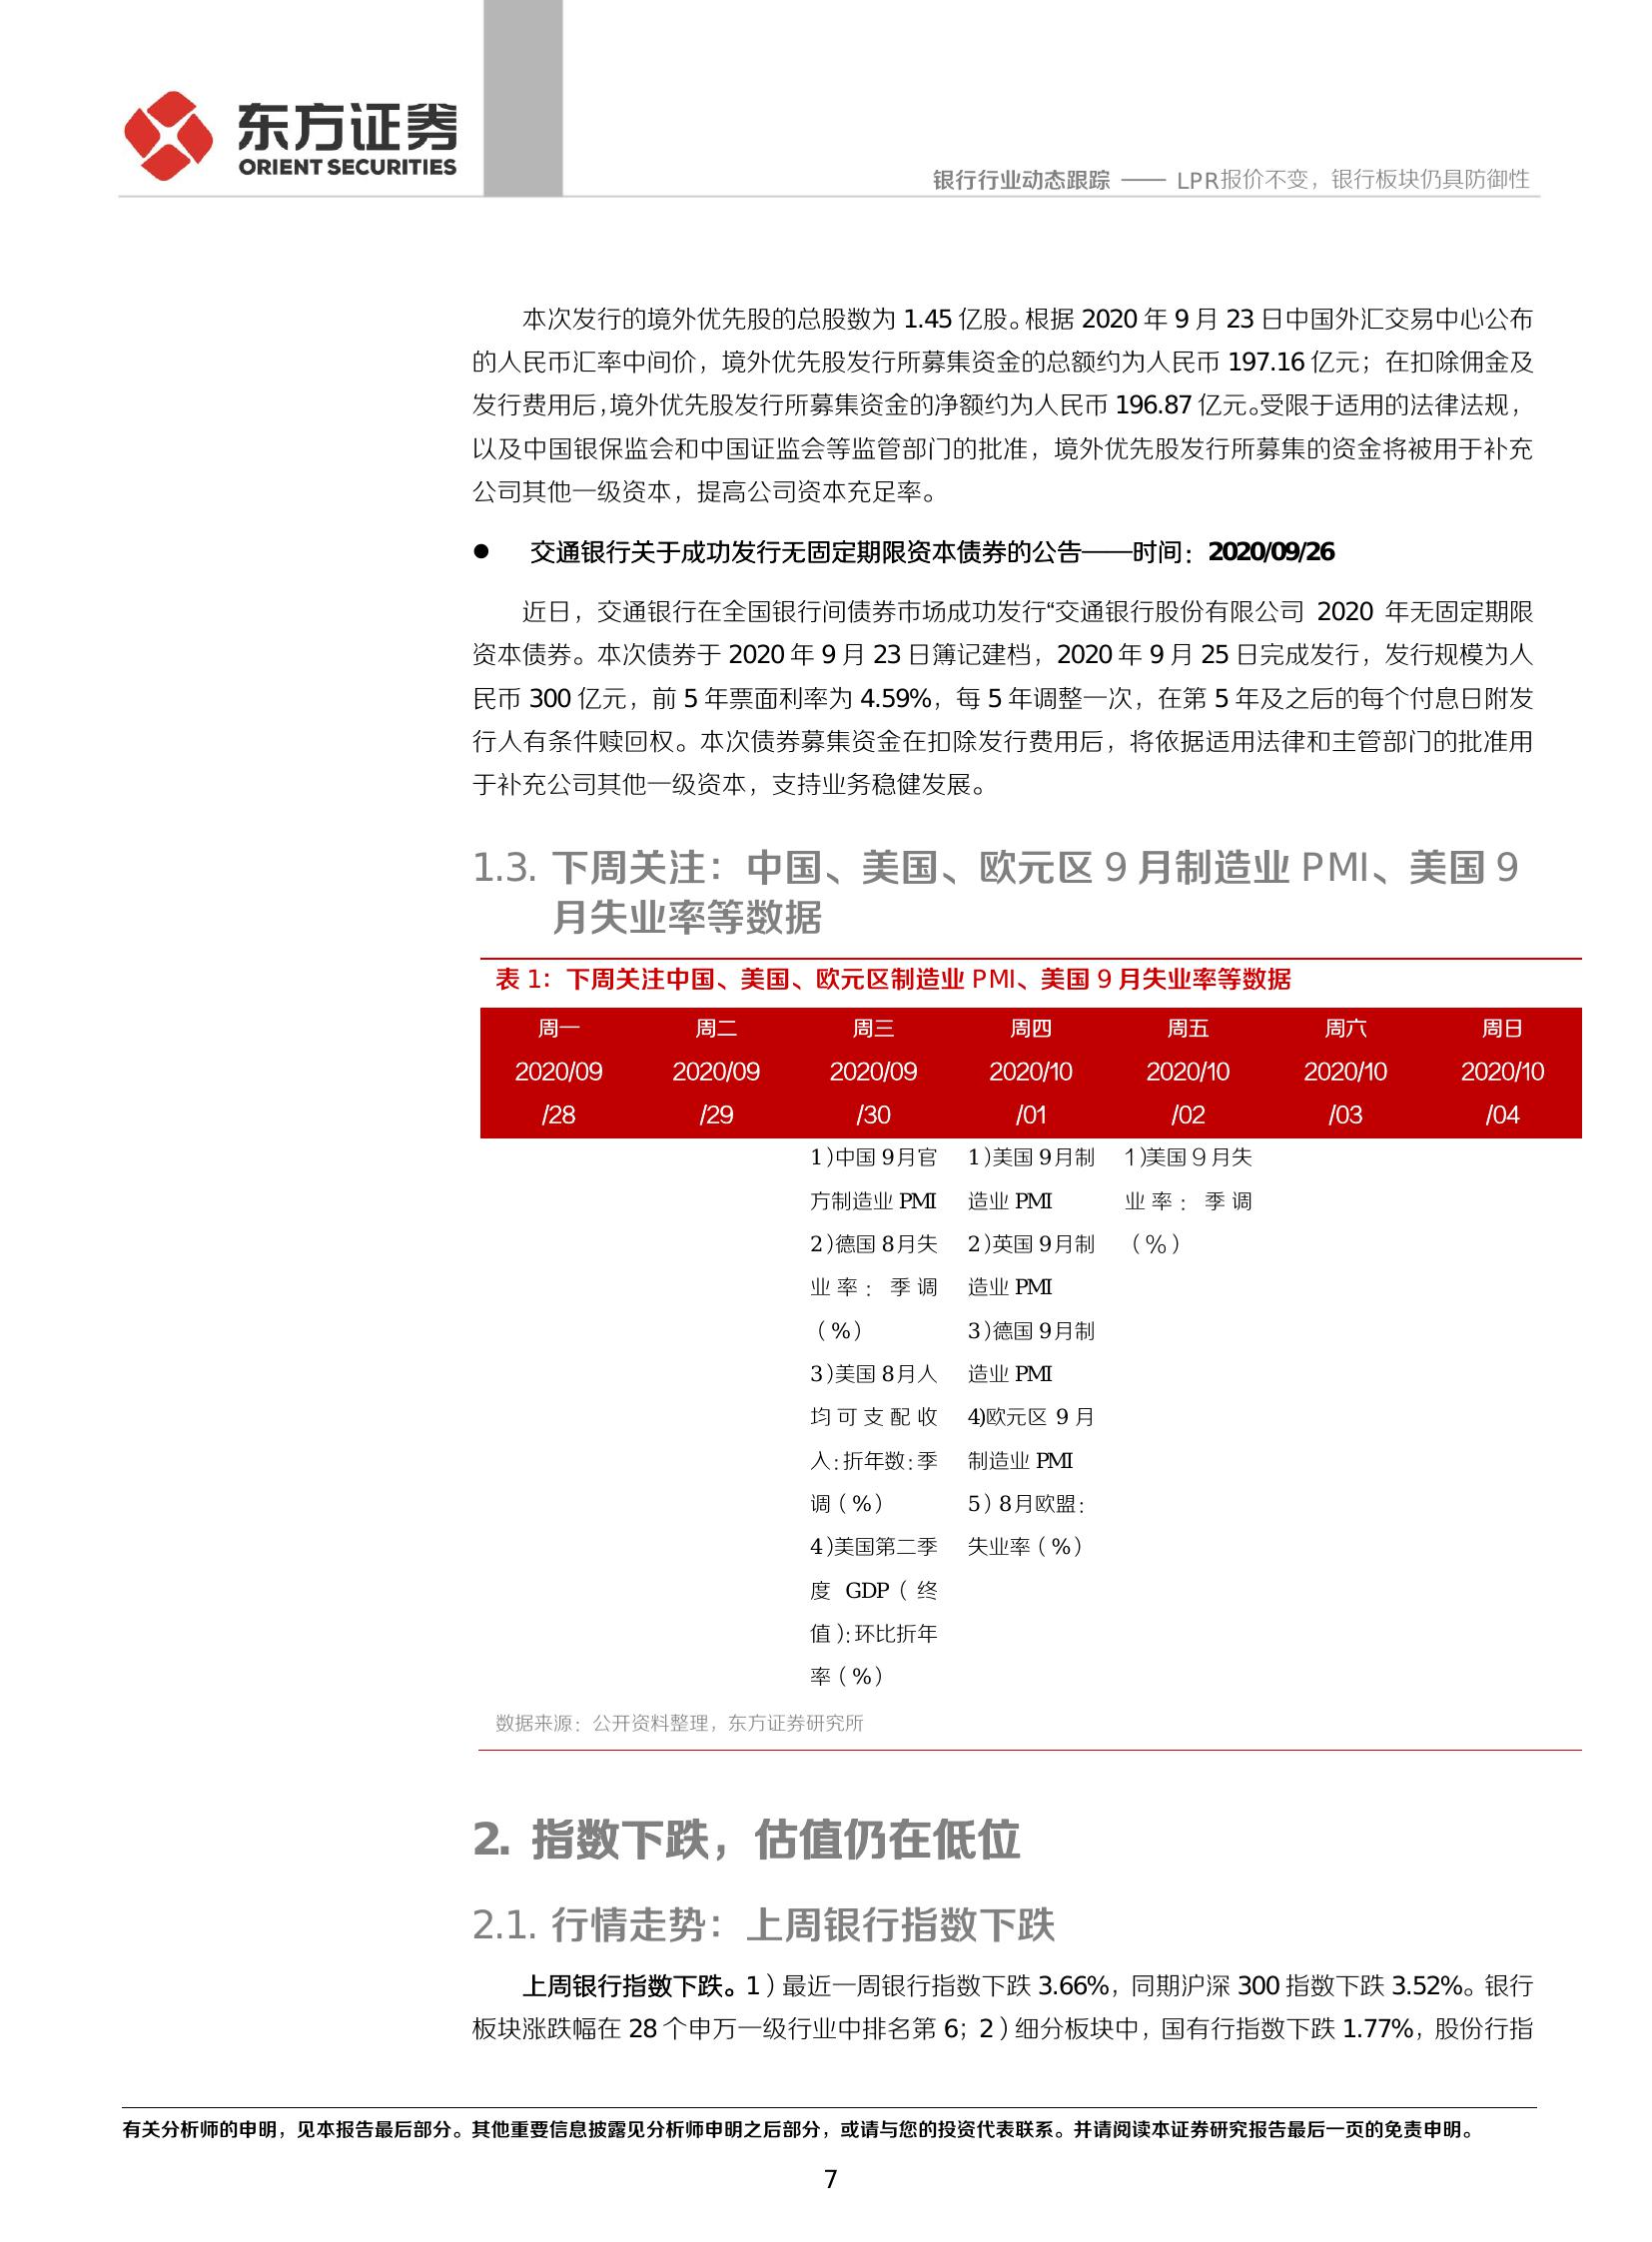 东方证券
ORIENT SECURITIES
银行行业动态跟踪 —— LPR报价不变，银行板块仍具防御性
本次发行的境外优先股的总股数为 1.45 亿股。根据 2020 年 9 月 23 日中国外汇交易中心公布
的人民币汇率中间价，境外优先股发行所募集资金的总额约为人民币 197.16 亿元；在扣除佣金及
发行费用后，境外优先股发行所募集资金的净额约为人民币 196.87 亿元。受限于适用的法律法规，
以及中国银保监会和中国证监会等监管部门的批准，境外优先股发行所募集的资金将被用于补充
公司其他一级资本，提高公司资本充足率。
● 交通银行关于成功发行无固定期限资本债券的公告——时间：2020/09/26
近日，交通银行在全国银行间债券市场成功发行“交通银行股份有限公司 2020 年无固定期限
资本债券。本次债券于 2020 年 9 月 23 日簿记建档，2020 年 9 月 25 日完成发行，发行规模为人
民币 300 亿元，前 5 年票面利率为 4.59%，每 5 年调整一次，在第 5 年及之后的每个付息日附发
行人有条件赎回权。本次债券募集资金在扣除发行费用后，将依据适用法律和主管部门的批准用
于补充公司其他一级资本，支持业务稳健发展。
1.3. 下周关注：中国、美国、欧元区 9 月制造业 PMI、美国 9
月失业率等数据
表 1：下周关注中国、美国、欧元区制造业 PMI、美国 9 月失业率等数据
周一 周二 周三 周四 周五 周六 周日
2020/09 2020/09 2020/09 2020/10 2020/10 2020/10 2020/10
/28 /29 /30 /01 /02 /03 /04
1）中国 9月官
方制造业 PMI
2）德国 8月失
业率：季调
（%）
3）美国 8月人
均可支配收
入：折年数：季
调（%）
4）美国第二季
度 GDP（终
值）：环比折年
率（%）
1）美国 9月制
造业 PMI
2）英国 9月制
造业 PMI
3）德国 9月制
造业 PMI
4)欧元区 9 月
制造业 PMI
5）8月欧盟：
失业率（%）
1）美国 9 月失
业率：季调
（%）
数据来源：公开资料整理，东方证券研究所
2. 指数下跌，估值仍在低位
2.1. 行情走势：上周银行指数下跌
上周银行指数下跌。1）最近一周银行指数下跌 3.66%，同期沪深 300 指数下跌 3.52%。银行
板块涨跌幅在 28 个申万一级行业中排名第 6；2）细分板块中，国有行指数下跌 1.77%，股份行指
有关分析师的申明，见本报告最后部分。其他重要信息披露见分析师申明之后部分，或请与您的投资代表联系。并请阅读本证券研究报告最后一页的免责申明。
7